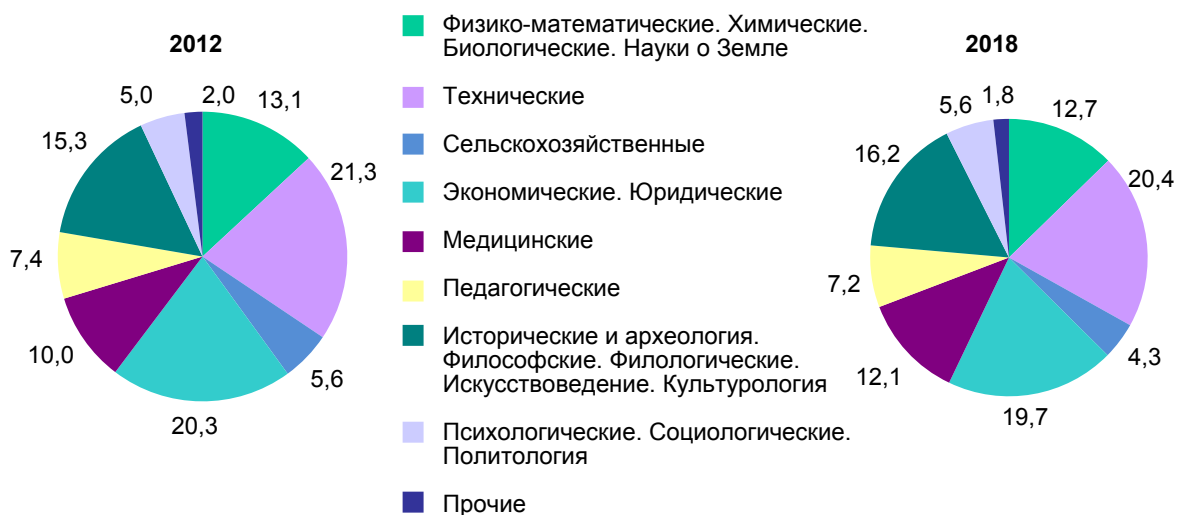 2012
5,0
2,0
13,1
15,3
21,3
7,4
10,0
5,6
20,3
Физико-математические. Химические.
Биологические. Науки о Земле
Технические
Сельскохозяйственные
Экономические. Юридические
Медицинские
Педагогические
Исторические и археология.
Философские. Филологические.
Искусствоведение. Культурология
Психологические. Социологические.
Политология
Прочие
2018
5,6
1,8
12,7
16,2
20,4
7,2
12,1
4,3
19,7